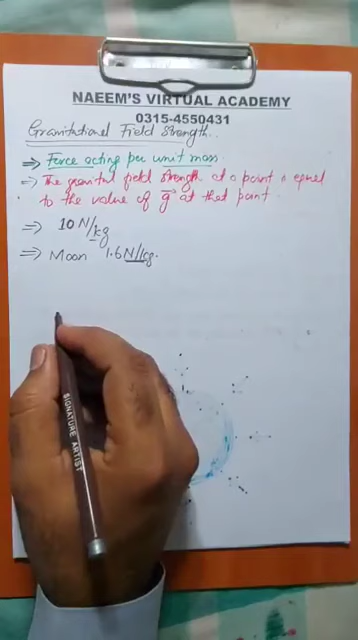 NAEEM'S VIRTUAL ACADEMY
0315-4550431
Gravitational Field Strength.
⇒ Force acting per unit mass
⇒ The gravital field strength at a point is equal
to the value of g→ at that point.
⇒ 10 N/kg
⇒ Moon 1.6 N/kg.
SIGNATURE ARTIST